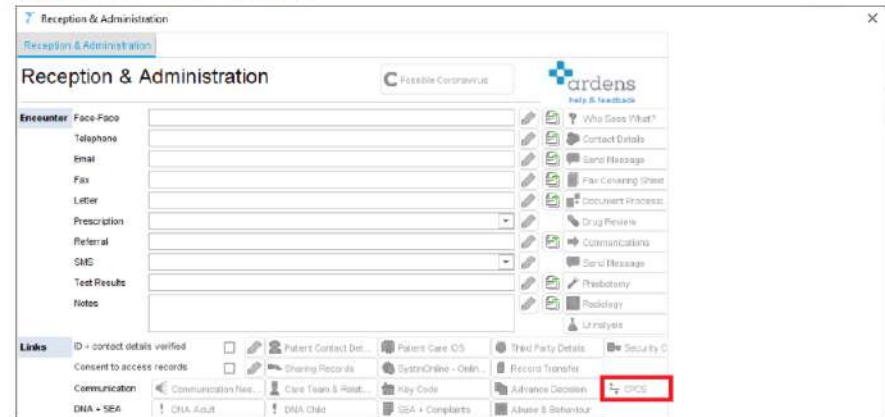 Reception & Administration
Reception & Administration
Reception & Administration
Possible Coronavirus
ardens
help & feedback
Encounter Face-Face Who Sees What?
Telephone Contact Details
Email Send Message
Fax Fax Covering Sheet
Letter Document Process
Prescription Drug Review
Referral Communications
SMS Send Message
Test Results Phlebotomy
Notes Radiology
Urinalysis
Links ID + contact details verified Patient Contact Det... Patient Care OS Third Party Details Security C
Consent to access records Sharing Records SystmOnline - Onlin... Record Transfer
Communication Communication Nee... Care Team & Relat... Key Code Advance Decision CPCS
DNA + SEA DNA Adult DNA Child SEA + Complaints Abuse & Behaviour